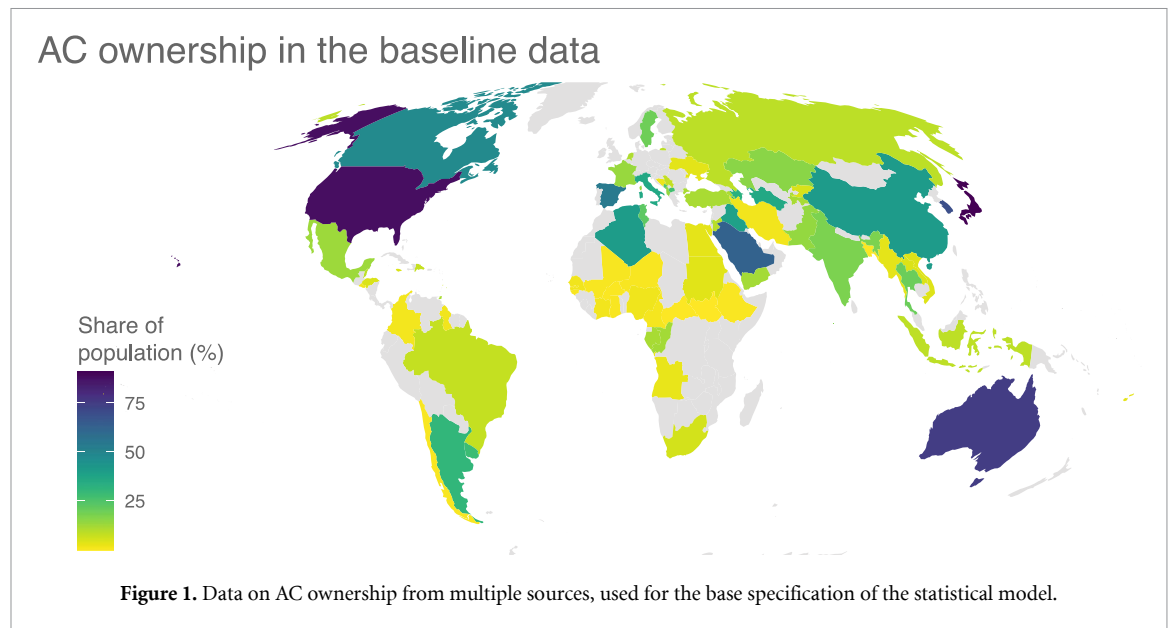 AC ownership in the baseline data
Share of
population (%)
75
50
25
Figure 1. Data on AC ownership from multiple sources, used for the base specification of the statistical model.